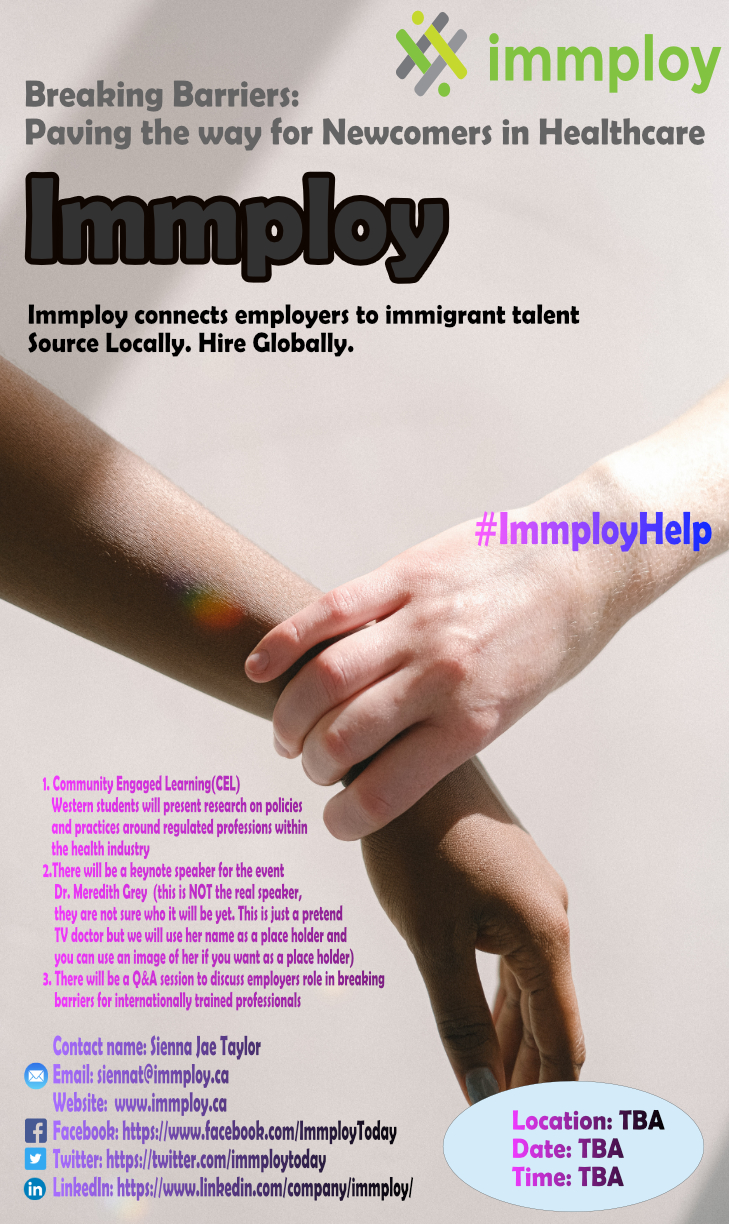 immploy
Breaking Barriers:
Paving the way for Newcomers in Healthcare
Immploy
Immploy connects employers to immigrant talent
Source Locally. Hire Globally.
#ImmployHelp
1. Community Engaged Learning(CEL)
Western students will present research on policies
and practices around regulated professions within
the health industry
2.There will be a keynote speaker for the event
Dr. Meredith Grey (this is NOT the real speaker,
they are not sure who it will be yet. This is just a pretend
TV doctor but we will use her name as a place holder and
you can use an image of her if you want as a place holder)
3. There will be a Q&A session to discuss employers role in breaking
barriers for internationally trained professionals
Contact name: Sienna Jae Taylor
Email: siennat@immploy.ca
Website: www.immploy.ca
Facebook: https://www.facebook.com/ImmployToday
Twitter: https://twitter.com/immploytoday
LinkedIn: https://www.linkedin.com/company/immploy/
Location: TBA
Date: TBA
Time: TBA